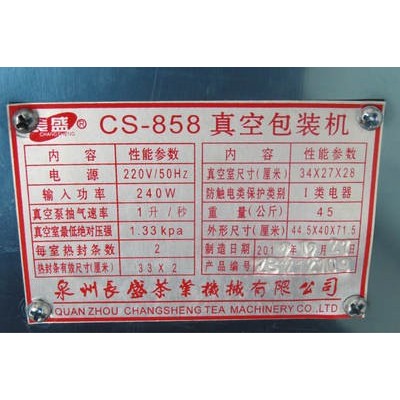 長盛
CHANGSHENG
CS-858 真空包装机
内 容 性能参数 内 容 性能参数
电 源 220V/50Hz 真空室尺寸(厘米) 34X27X28
输入功率 240W 防触电类保护类别 I 类电器
真空泵抽气速率 1升/秒 重 量(公斤) 45
真空室最低绝对压强 1.33kpa 外形尺寸(厘米) 44.5X40X71.5
每室热封条数 2 制造日期 201
热封条有效尺寸(厘米) 33X2 产品编号
泉州長盛茶業機械有限公司
QUAN ZHOU CHANGSHENG TEA MACHINERY CO.,LTD